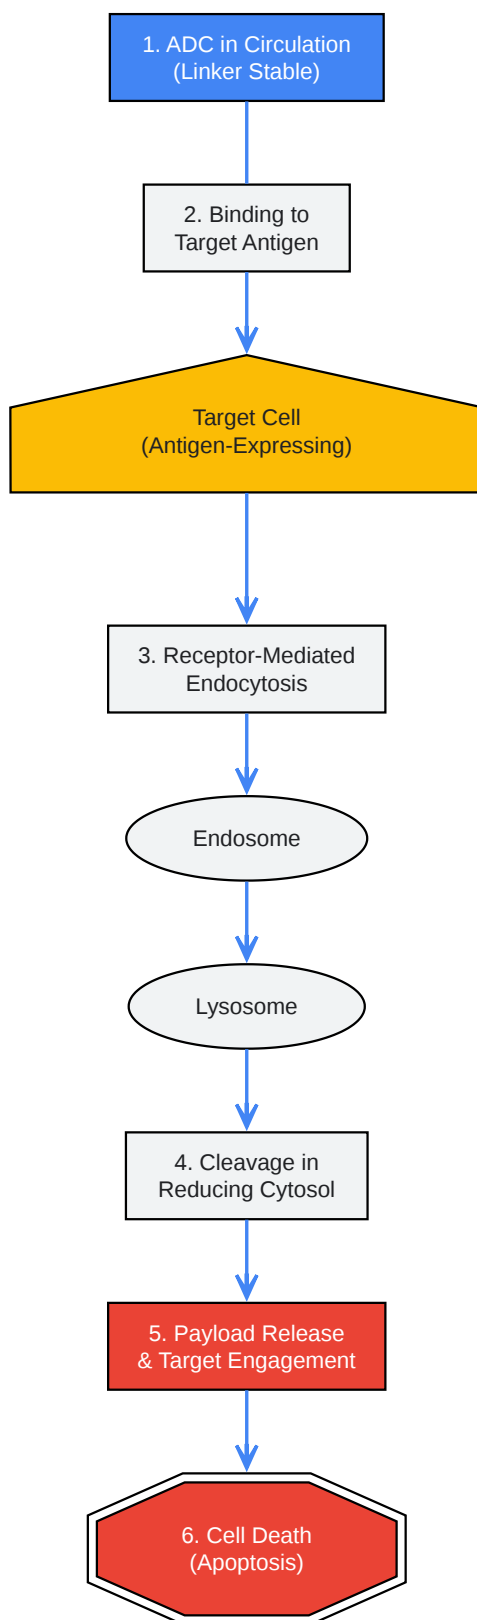 1. ADC in Circulation
(Linker Stable)
2. Binding to
Target Antigen
Target Cell
(Antigen-Expressing)
3. Receptor-Mediated
Endocytosis
Endosome
Lysosome
4. Cleavage in
Reducing Cytosol
5. Payload Release
& Target Engagement
6. Cell Death
(Apoptosis)